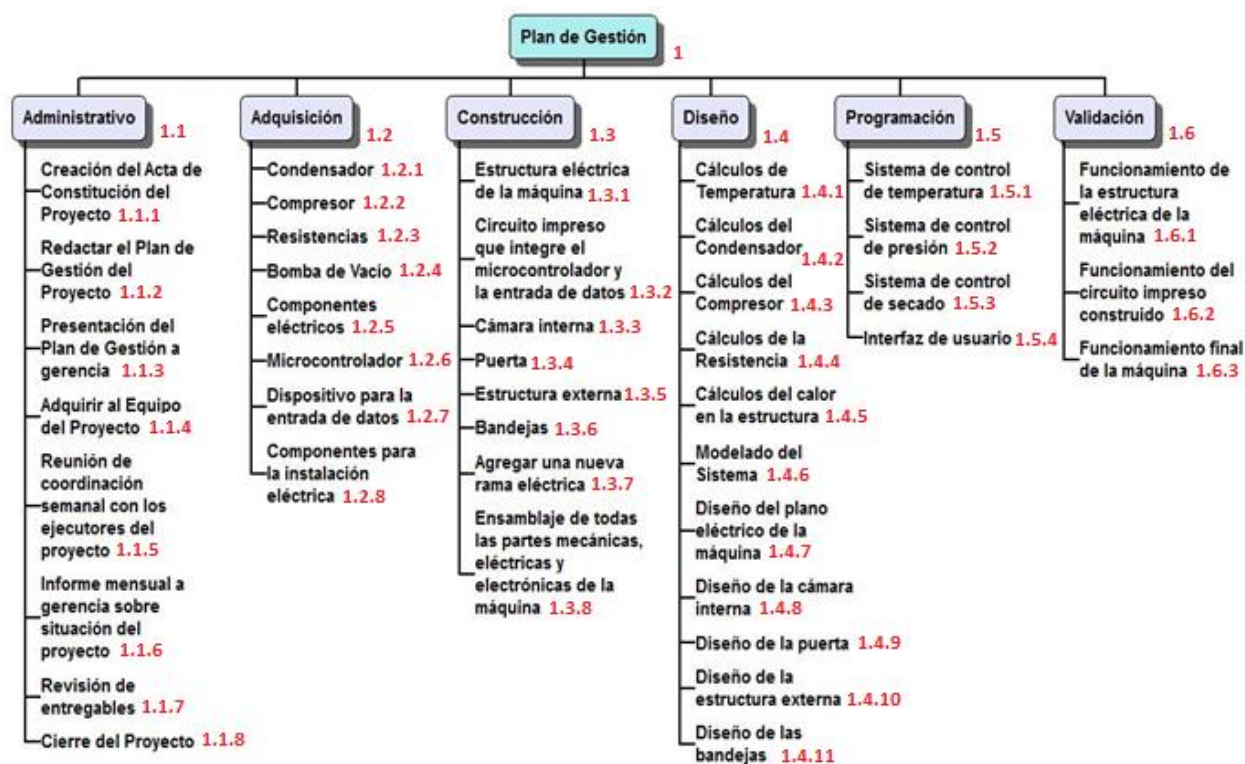 Plan de Gestión
1
Administrativo 1.1
Creación del Acta de
Constitución del
Proyecto 1.1.1
Redactar el Plan de
Gestión del
Proyecto 1.1.2
Presentación del
Plan de Gestión a
gerencia 1.1.3
Adquirir al Equipo
del Proyecto 1.1.4
Reunión de
coordinación
semanal con los
ejecutores del
proyecto 1.1.5
Informe mensual a
gerencia sobre
situación del
proyecto 1.1.6
Revisión de
entregables 1.1.7
Cierre del Proyecto 1.1.8
Adquisición 1.2
Condensador 1.2.1
Compresor 1.2.2
Resistencias 1.2.3
Bomba de Vacío 1.2.4
Componentes
eléctricos 1.2.5
Microcontrolador 1.2.6
Dispositivo para la
entrada de datos 1.2.7
Componentes para
la instalación
eléctrica 1.2.8
Construcción 1.3
Estructura eléctrica
de la máquina 1.3.1
Circuito impreso
que integre el
microcontrolador y
la entrada de datos 1.3.2
Cámara interna 1.3.3
Puerta 1.3.4
Estructura externa 1.3.5
Bandejas 1.3.6
Agregar una nueva
rama eléctrica 1.3.7
Ensamblaje de todas
las partes mecánicas,
eléctricas y
electrónicas de la
máquina 1.3.8
Diseño 1.4
Cálculos de
Temperatura 1.4.1
Cálculos del
Condensador 1.4.2
Cálculos del
Compresor 1.4.3
Cálculos de la
Resistencia 1.4.4
Cálculos del calor
en la estructura 1.4.5
Modelado del
Sistema 1.4.6
Diseño del plano
eléctrico de la
máquina 1.4.7
Diseño de la cámara
interna 1.4.8
Diseño de la puerta 1.4.9
Diseño de la
estructura externa 1.4.10
Diseño de las
bandejas 1.4.11
Programación 1.5
Sistema de control
de temperatura 1.5.1
Sistema de control
de presión 1.5.2
Sistema de control
de secado 1.5.3
Interfaz de usuario 1.5.4
Validación 1.6
Funcionamiento de
la estructura
eléctrica de la
máquina 1.6.1
Funcionamiento del
circuito impreso
construido 1.6.2
Funcionamiento final
de la máquina 1.6.3